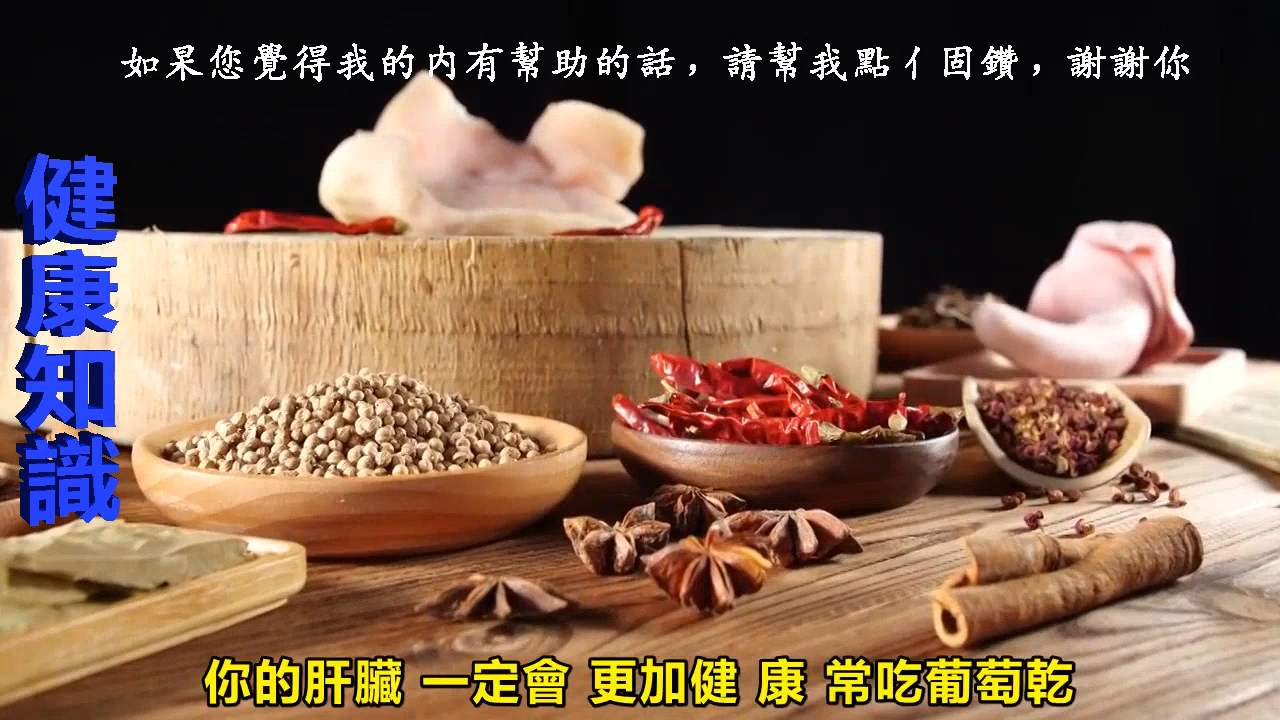 如果您覺得我的内有幫助的話，請幫我點亻固鑽，謝謝你
健康知識
你的肝臟 一定會 更加健 康 常吃葡萄乾